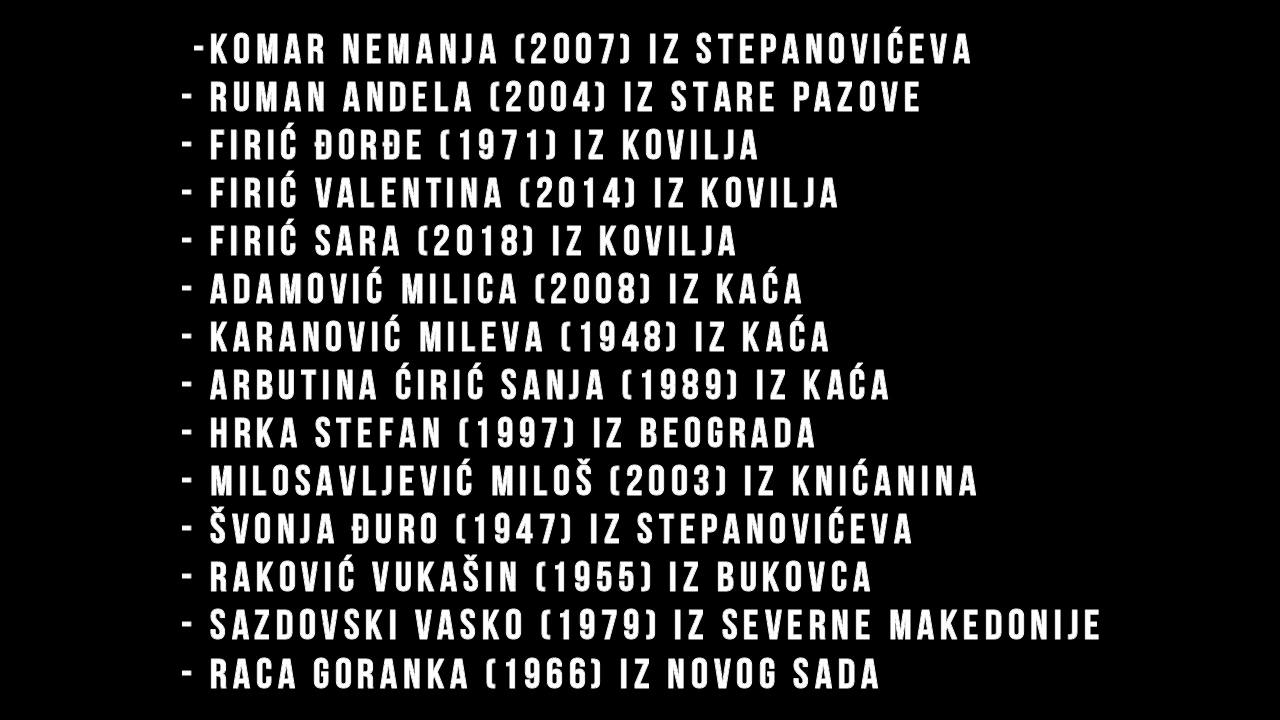 -KOMAR NEMANJA (2007) IZ STEPANOVIĆEVA
- RUMAN ANDELA (2004) IZ STARE PAZOVE
- FIRIĆ ĐORĐE (1971) IZ KOVILJA
- FIRIĆ VALENTINA (2014) IZ KOVILJA
- FIRIĆ SARA (2018) IZ KOVILJA
- ADAMOVIĆ MILICA (2008) IZ KAĆA
- KARANOVIĆ MILEVA (1948) IZ KAĆA
- ARBUTINA ĆIRIĆ SANJA (1989) IZ KAĆA
- HRKA STEFAN (1997) IZ BEOGRADA
- MILOSAVLJEVIĆ MILOŠ (2003) IZ KNIĆANINA
- ŠVONJA ĐURO (1947) IZ STEPANOVIĆEVA
- RAKOVIĆ VUKAŠIN (1955) IZ BUKOVCA
- SAZDOVSKI VASKO (1979) IZ SEVERNE MAKEDONIJE
- RACA GORANKA (1966) IZ NOVOG SADA